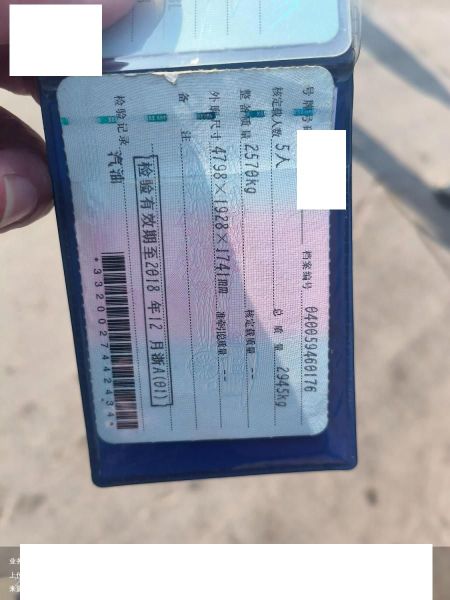 号牌号码 档案编号 040059460176
核定载人数 5人 总质量 2945kg
整备质量 2570kg 核定载质量 --
外廓尺寸 4798×1928×1741mm 准牵引总质量 --
备注
检验有效期至2018年12月浙A(01)
检验记录 汽油
*3320027442434*